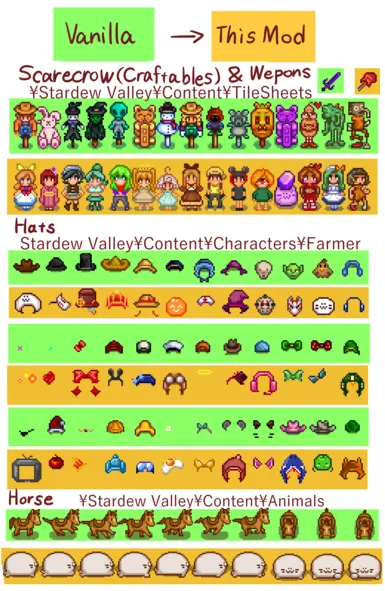 Vanilla → This Mod
Scarecrow(Craftables) & Wepons
¥Stardew Valley¥Content¥TileSheets
Hats
Stardew Valley¥Content¥Characters¥Farmer
Horse
¥Stardew Valley¥Content¥Animals